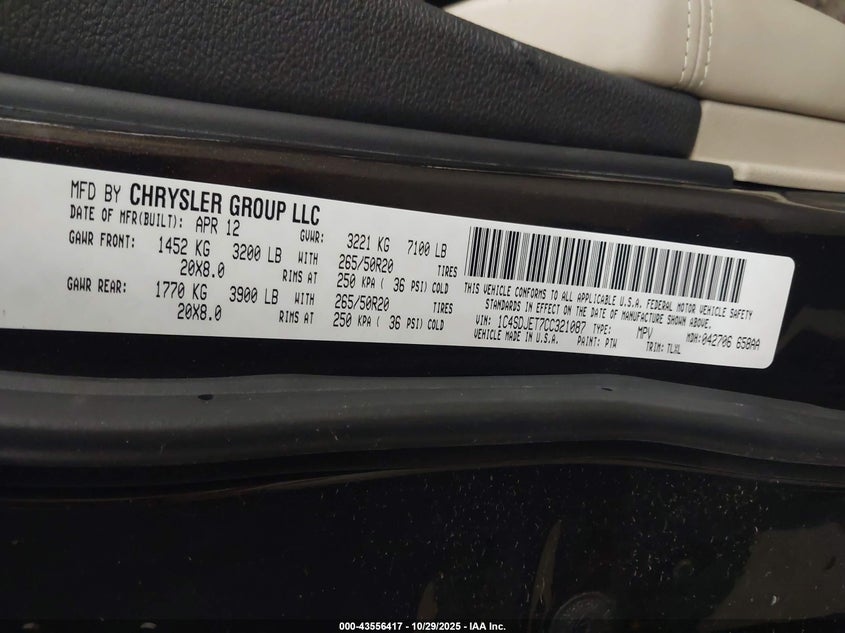 MFD BY CHRYSLER GROUP LLC
DATE OF MFR(BUILT): APR 12 GVWR: 3221 KG 7100 LB
GAWR FRONT: 1452 KG 3200 LB WITH 265/50R20 TIRES
20X8.0 RIMS AT 250 KPA ( 36 PSI) COLD
GAWR REAR: 1770 KG 3900 LB WITH 265/50R20 TIRES
20X8.0 RIMS AT 250 KPA ( 36 PSI) COLD
THIS VEHICLE CONFORMS TO ALL APPLICABLE U.S.A. FEDERAL MOTOR VEHICLE SAFETY
STANDARDS IN EFFECT ON THE DATE OF MANUFACTURE SHOWN ABOVE.
VIN: 1C4SDJET7CC321087 TYPE: MPV MDH: 042706 658AA
VEHICLE MADE IN U.S.A. PAINT: PTW TRIM: TLXL
000-43556417 - 10/29/2025 - IAA Inc.